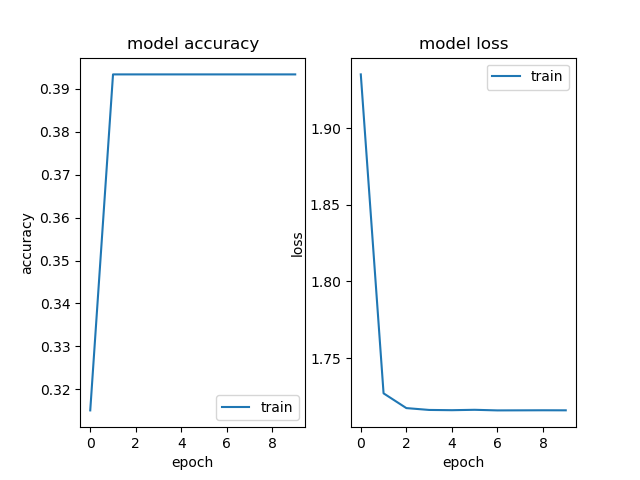 model accuracy
0.39
0.38
0.37
0.36
0.35
0.34
0.33
0.32
accuracy
train
0 2 4 6 8
epoch
model loss
train
1.90
1.85
1.80
1.75
loss
0 2 4 6 8
epoch